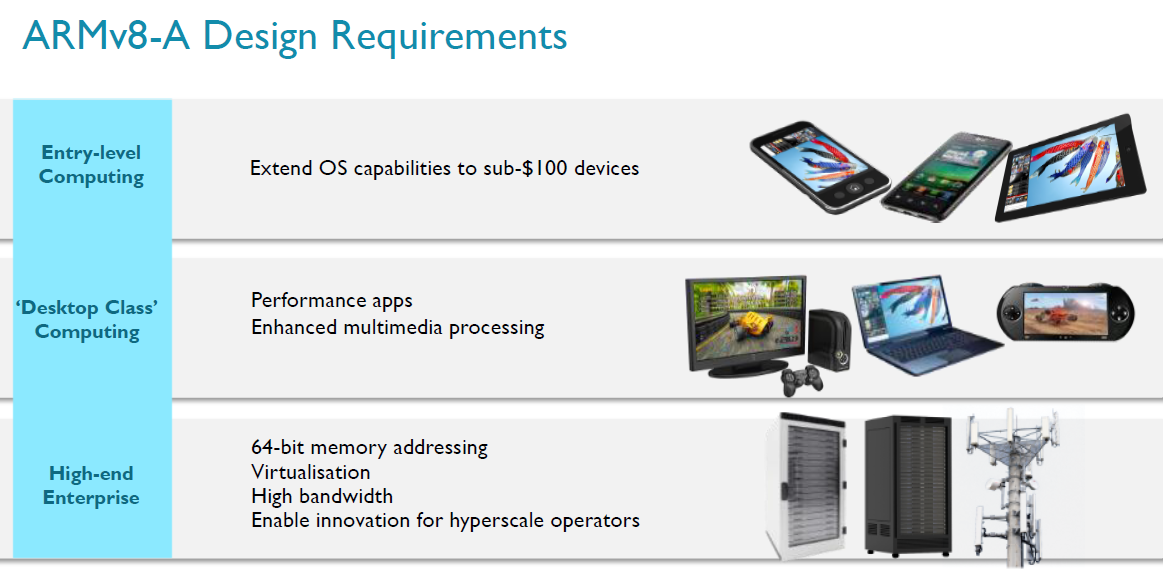 ARMv8-A Design Requirements
Entry-level
Computing
Extend OS capabilities to sub-$100 devices
‘Desktop Class’
Computing
Performance apps
Enhanced multimedia processing
High-end
Enterprise
64-bit memory addressing
Virtualisation
High bandwidth
Enable innovation for hyperscale operators